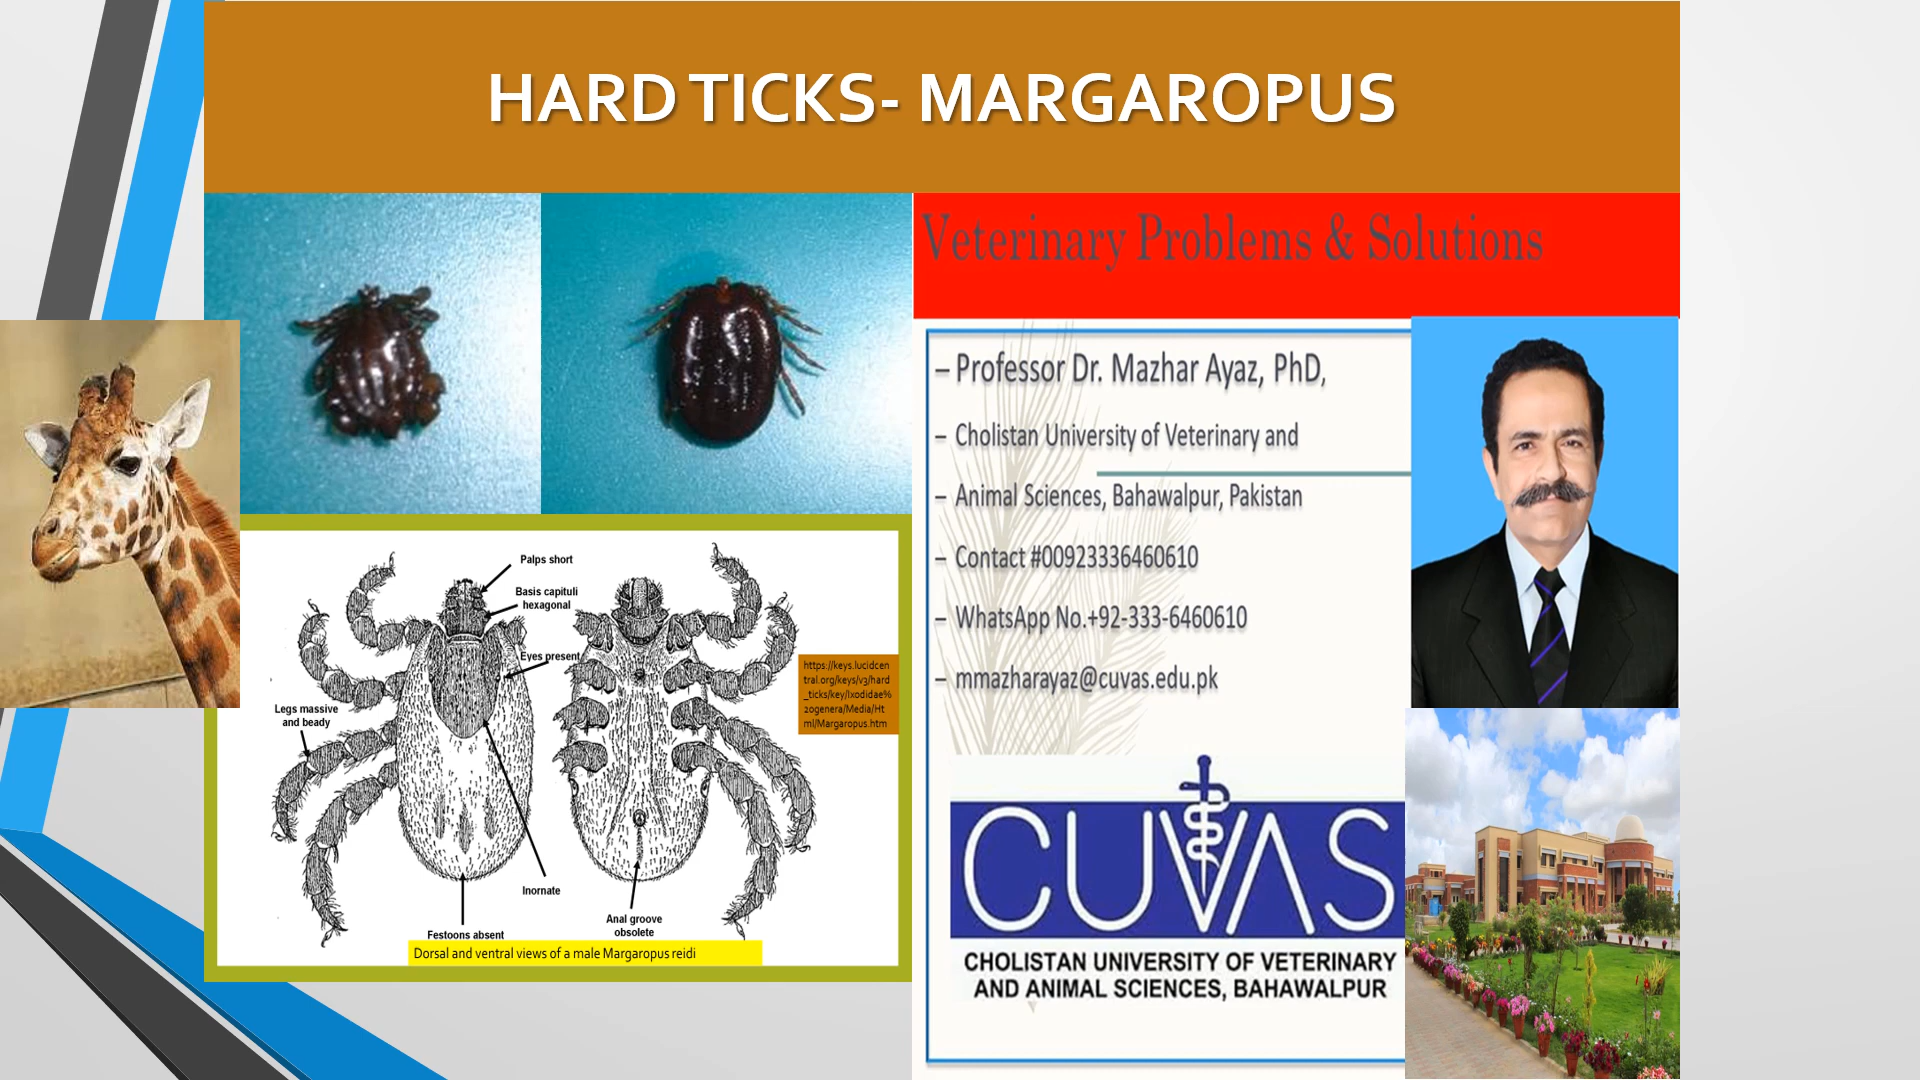 HARD TICKS- MARGAROPUS
Veterinary Problems & Solutions
– Professor Dr. Mazhar Ayaz, PhD,
– Cholistan University of Veterinary and
– Animal Sciences, Bahawalpur, Pakistan
– Contact #00923336460610
– WhatsApp No.+92-333-6460610
– mmazharayaz@cuvas.edu.pk
Palps short
Basis capituli
hexagonal
Eyes present
Legs massive
and beady
Inornate
Festoons absent
Anal groove
obsolete
https://keys.lucidcen
tral.org/keys/v3/hard
_ticks/key/Ixodidae%
20genera/Media/Ht
ml/Margaropus.htm
Dorsal and ventral views of a male Margaropus reidi
CUVAS
CHOLISTAN UNIVERSITY OF VETERINARY
AND ANIMAL SCIENCES, BAHAWALPUR